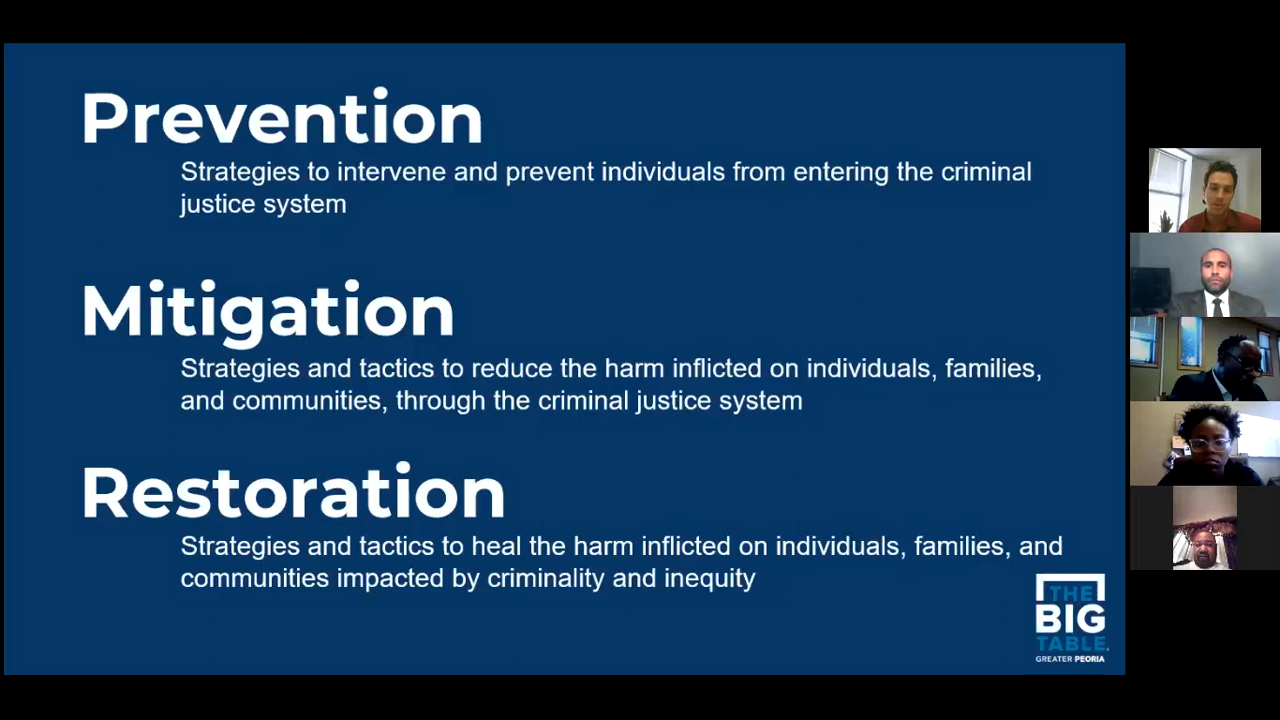 Prevention
Strategies to intervene and prevent individuals from entering the criminal
justice system
Mitigation
Strategies and tactics to reduce the harm inflicted on individuals, families,
and communities, through the criminal justice system
Restoration
Strategies and tactics to heal the harm inflicted on individuals, families, and
communities impacted by criminality and inequity
THE
BIG
TABLE.
GREATER PEORIA